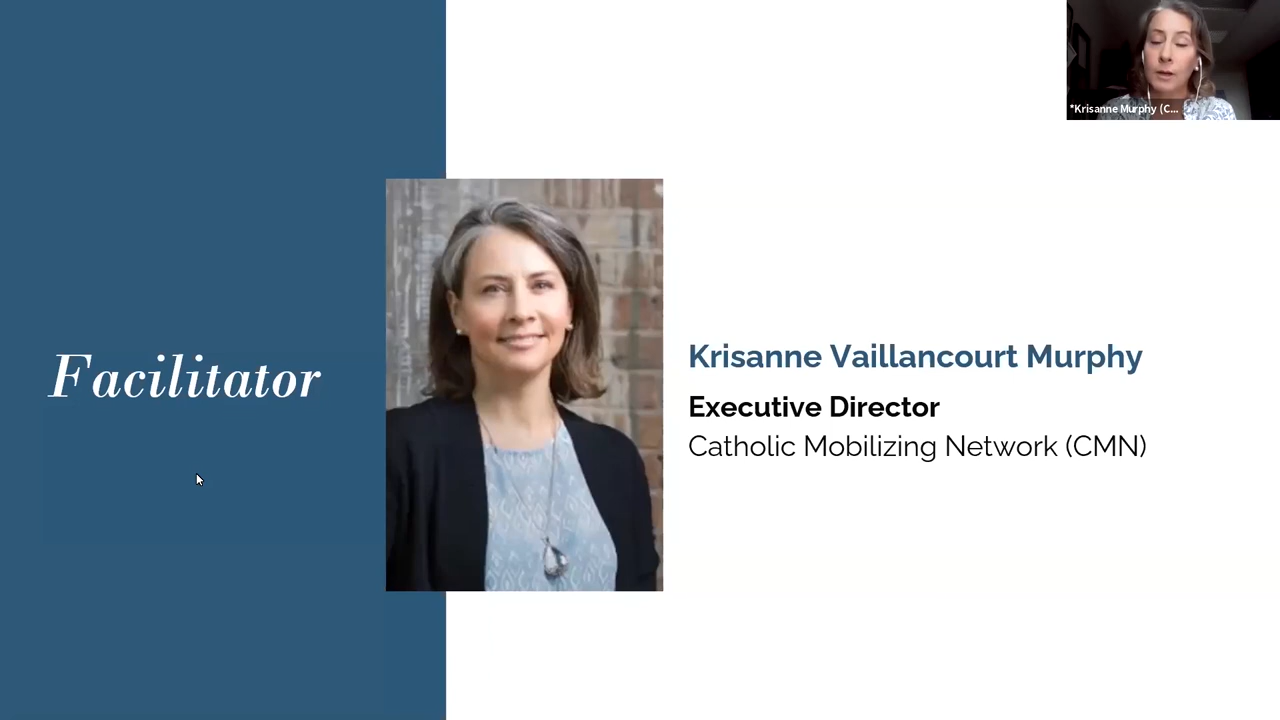 *Krisanne Murphy (C...
Facilitator
Krisanne Vaillancourt Murphy
Executive Director
Catholic Mobilizing Network (CMN)